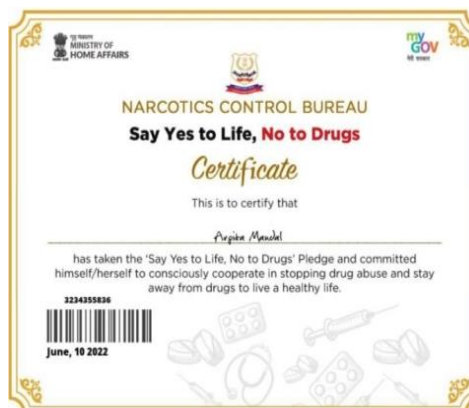 गृह मंत्रालय
MINISTRY OF
HOME AFFAIRS
my
GOV
मेरी सरकार
NARCOTICS CONTROL BUREAU
Say Yes to Life, No to Drugs
Certificate
This is to certify that
Arpita Mandal
has taken the 'Say Yes to Life, No to Drugs' Pledge and committed
himself/herself to consciously cooperate in stopping drug abuse and stay
away from drugs to live a healthy life.
3234355836
June, 10 2022